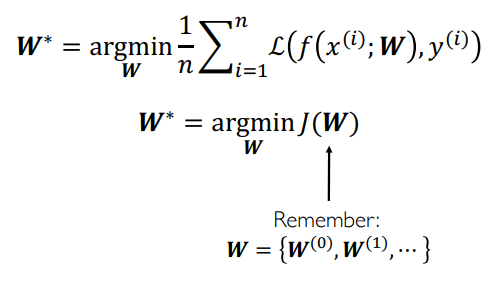 W* = argmin_W 1/n ∑_{i=1}^{n} ℒ(f(x^{(i)}; W), y^{(i)})
W* = argmin_W J(W)
Remember:
W = {W^{(0)}, W^{(1)}, ⋯}